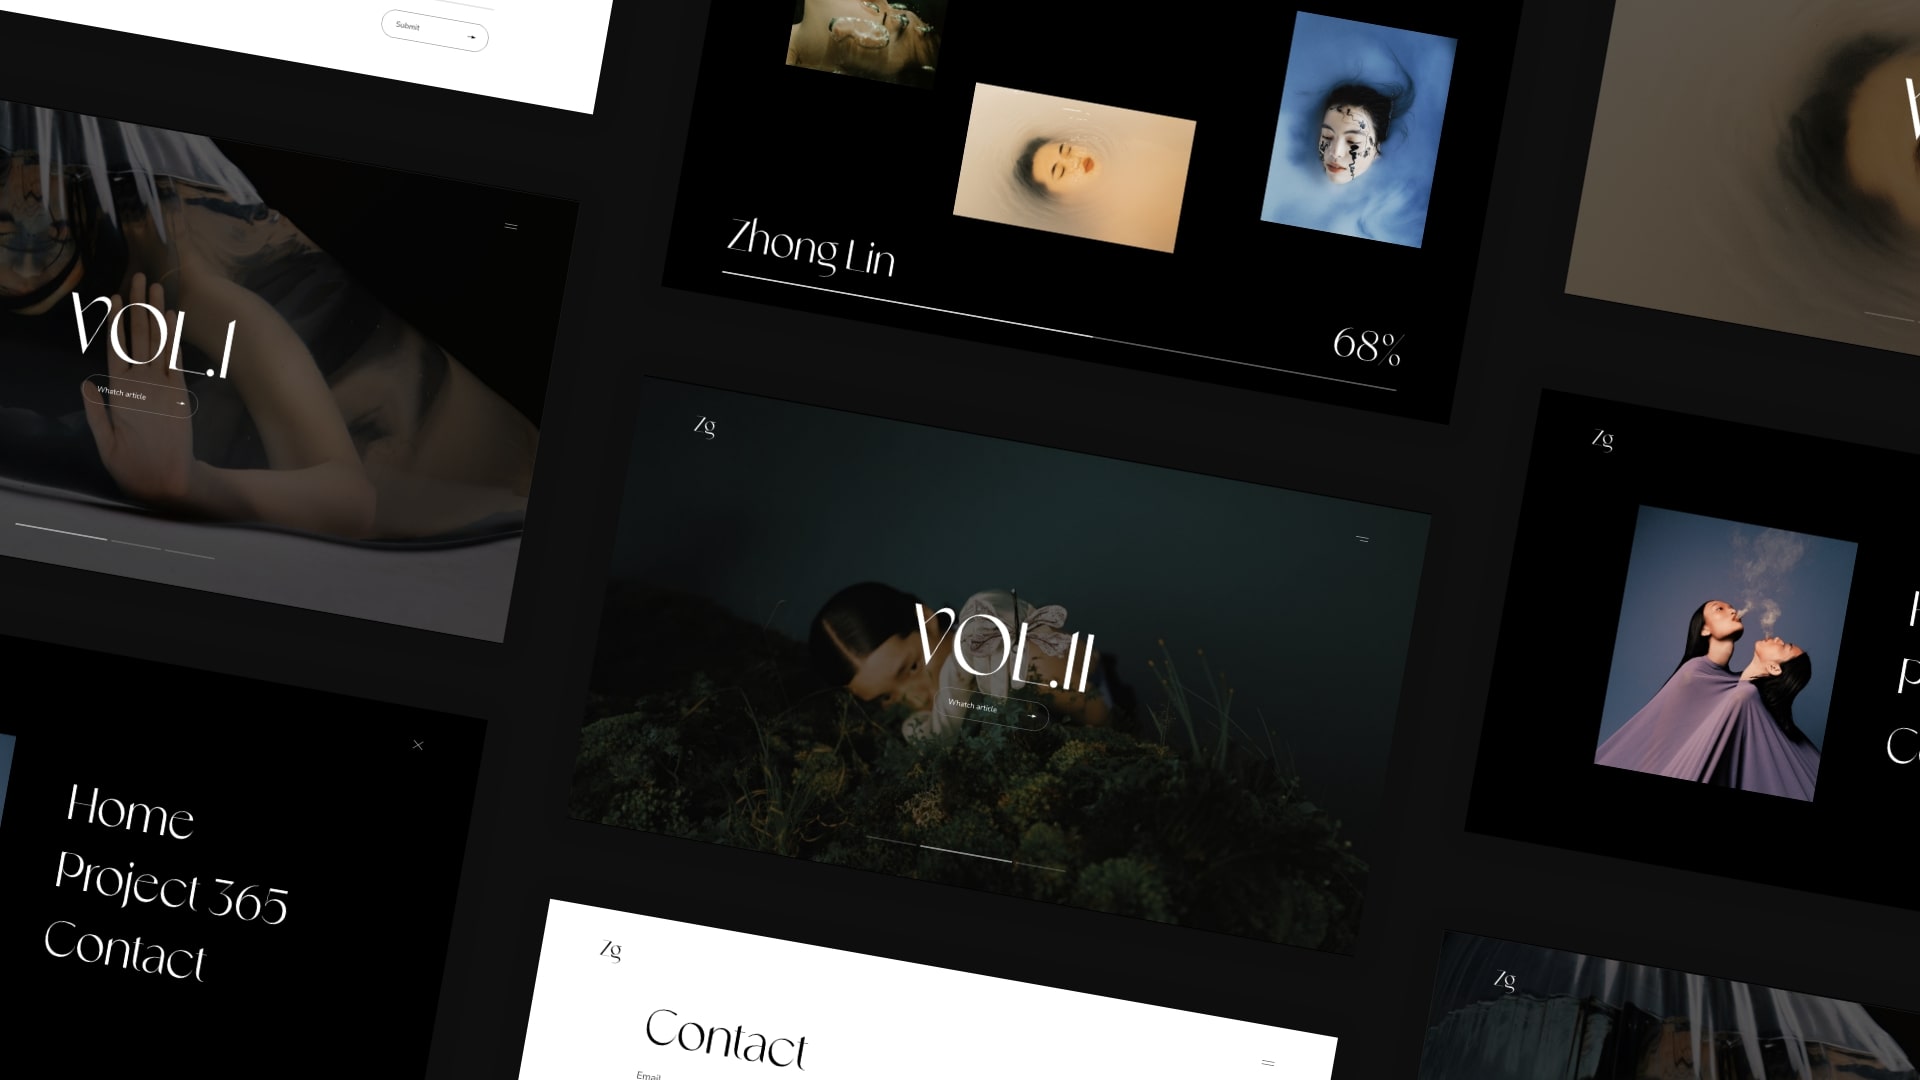 Submit
VOL.I
Whatch article
Zhong Lin
68%
Zg
VOL.II
Whatch article
Zg
Home
Project 365
Contact
Zg
Contact
Email
Zg